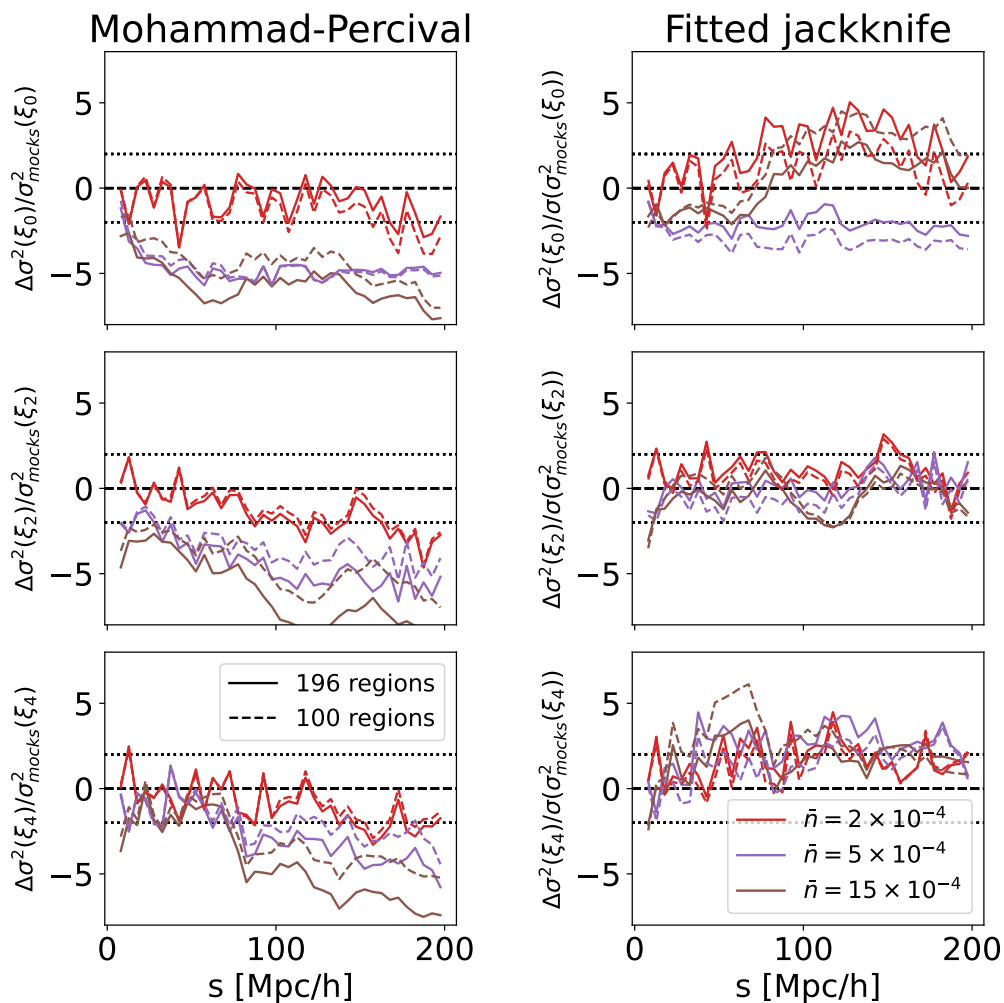 Mohammad-Percival
Fitted jackknife
Δσ²(ξ₀)/σ²ₘₒcₖₛ(ξ₀)
5
0
−5
Δσ²(ξ₀)/σ(σ²ₘₒcₖₛ(ξ₀))
5
0
−5
Δσ²(ξ₂)/σ²ₘₒcₖₛ(ξ₂)
5
0
−5
Δσ²(ξ₂)/σ(σ²ₘₒcₖₛ(ξ₂))
5
0
−5
Δσ²(ξ₄)/σ²ₘₒcₖₛ(ξ₄)
5
0
−5
196 regions
100 regions
0 100 200
s [Mpc/h]
Δσ²(ξ₄)/σ(σ²ₘₒcₖₛ(ξ₄))
5
0
−5
n̄ = 2 × 10⁻⁴
n̄ = 5 × 10⁻⁴
n̄ = 15 × 10⁻⁴
0 100 200
s [Mpc/h]